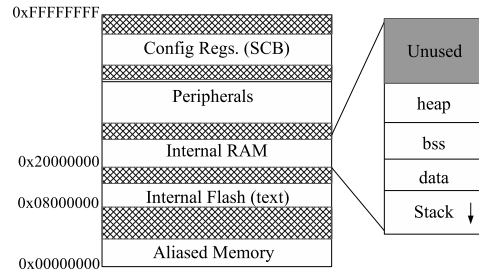 0xFFFFFFFF
Config Regs. (SCB)
Peripherals
Internal RAM
0x20000000
Internal Flash (text)
0x08000000
Aliased Memory
0x00000000
Unused
heap
bss
data
Stack